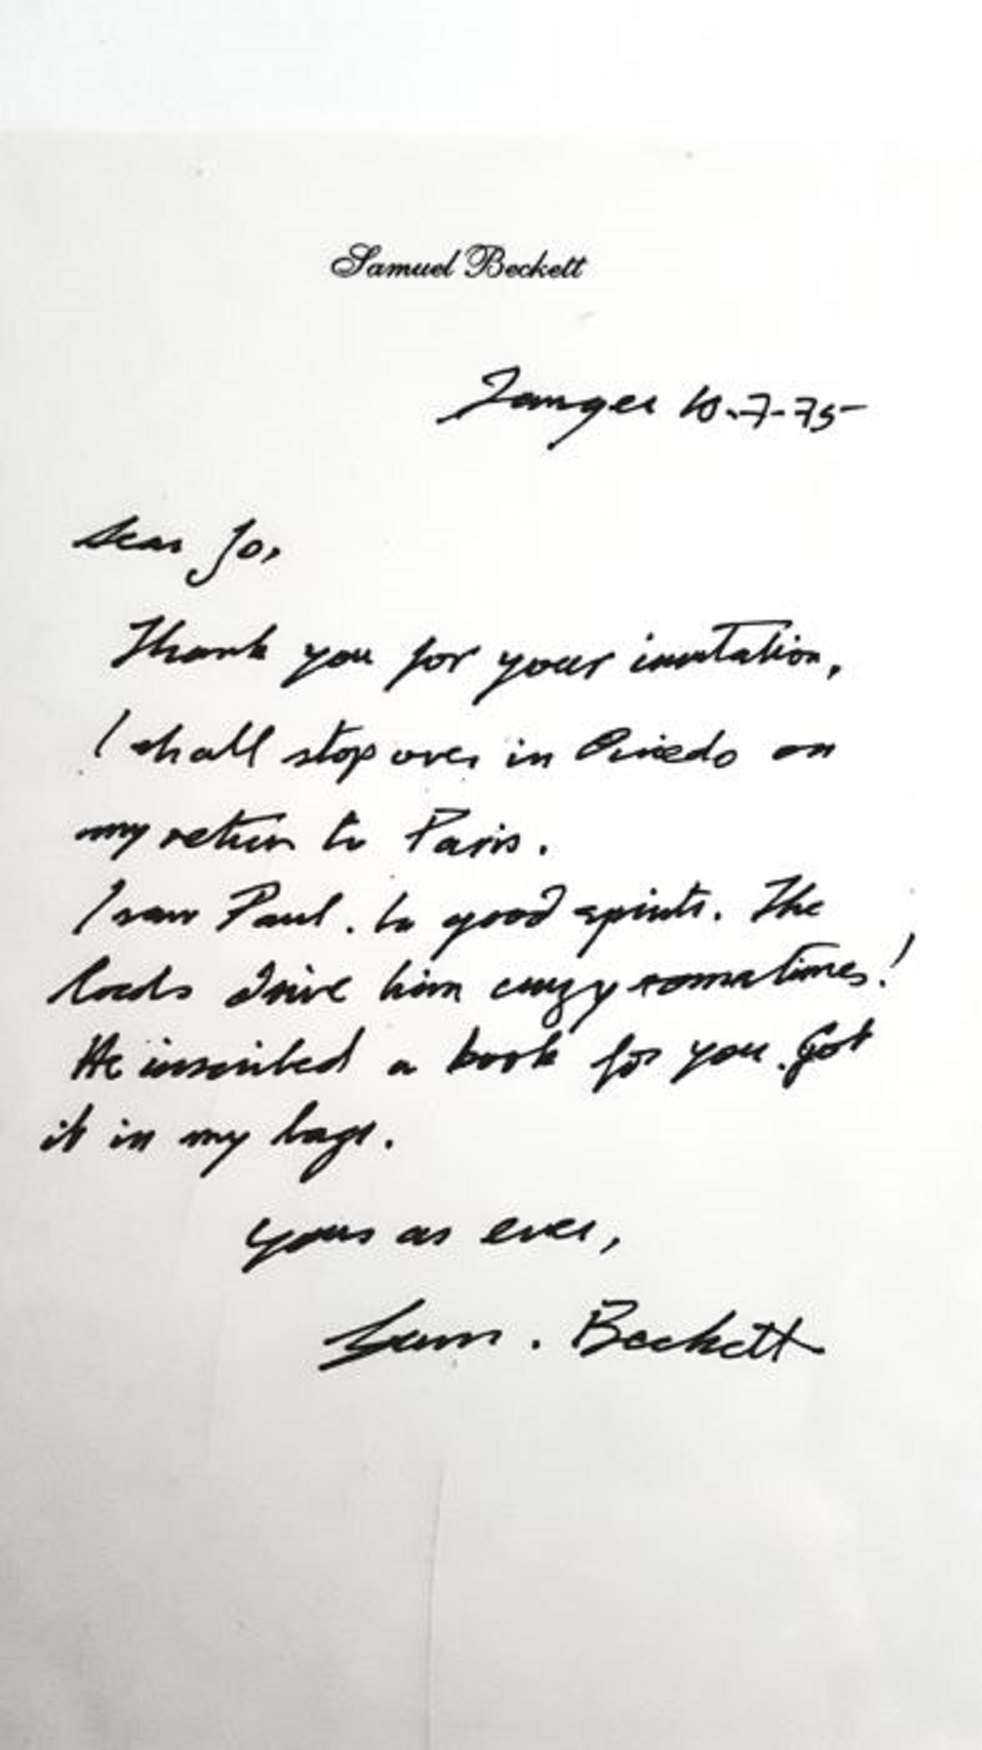 Samuel Beckett
Tanger 10.7-75
Dear Jo,
Thank you for your invitation,
I shall stop over in Oviedo on
my return to Paris.
I saw Paul. In good spirits. The
locals drive him crazy sometimes!
He inscribed a book for you. Got
it in my bags.
yours as ever,
Sam. Beckett